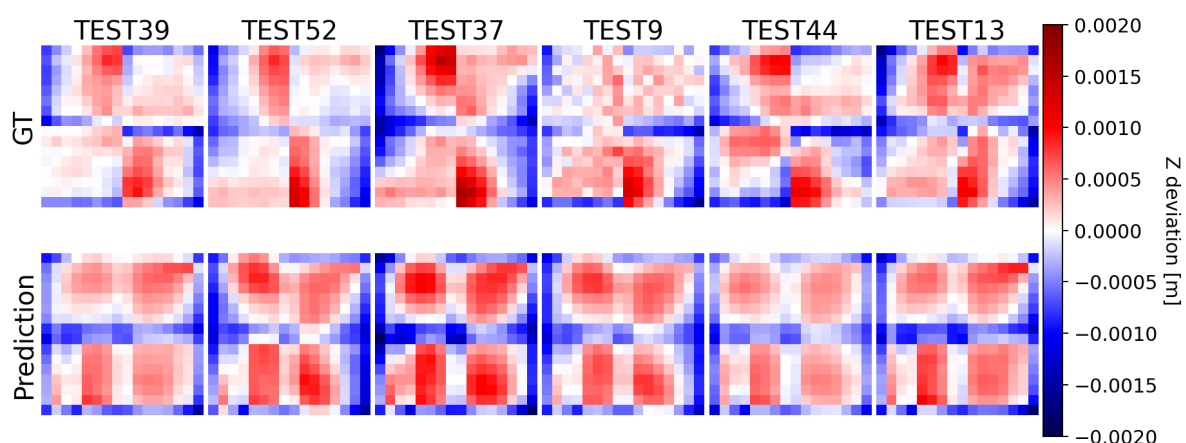 TEST39 TEST52 TEST37 TEST9 TEST44 TEST13
GT
Prediction
0.0020
0.0015
0.0010
0.0005
0.0000
−0.0005
−0.0010
−0.0015
−0.0020
Z deviation [m]